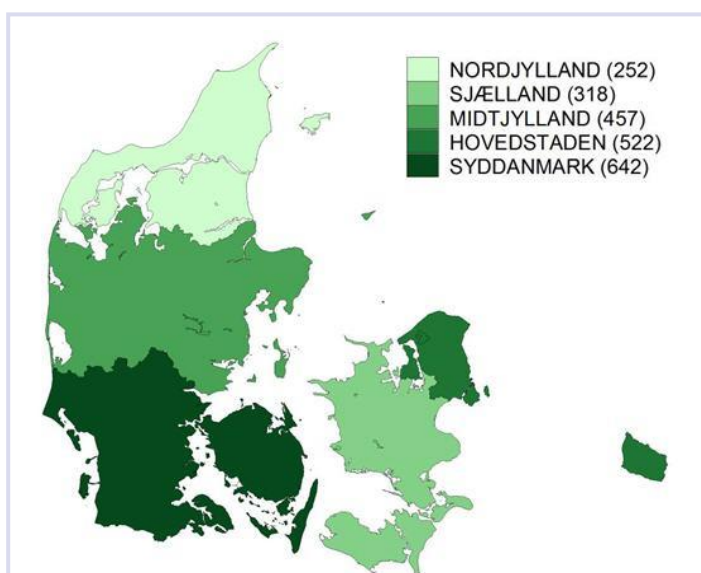 NORDJYLLAND (252)
SJÆLLAND (318)
MIDTJYLLAND (457)
HOVEDSTADEN (522)
SYDDANMARK (642)